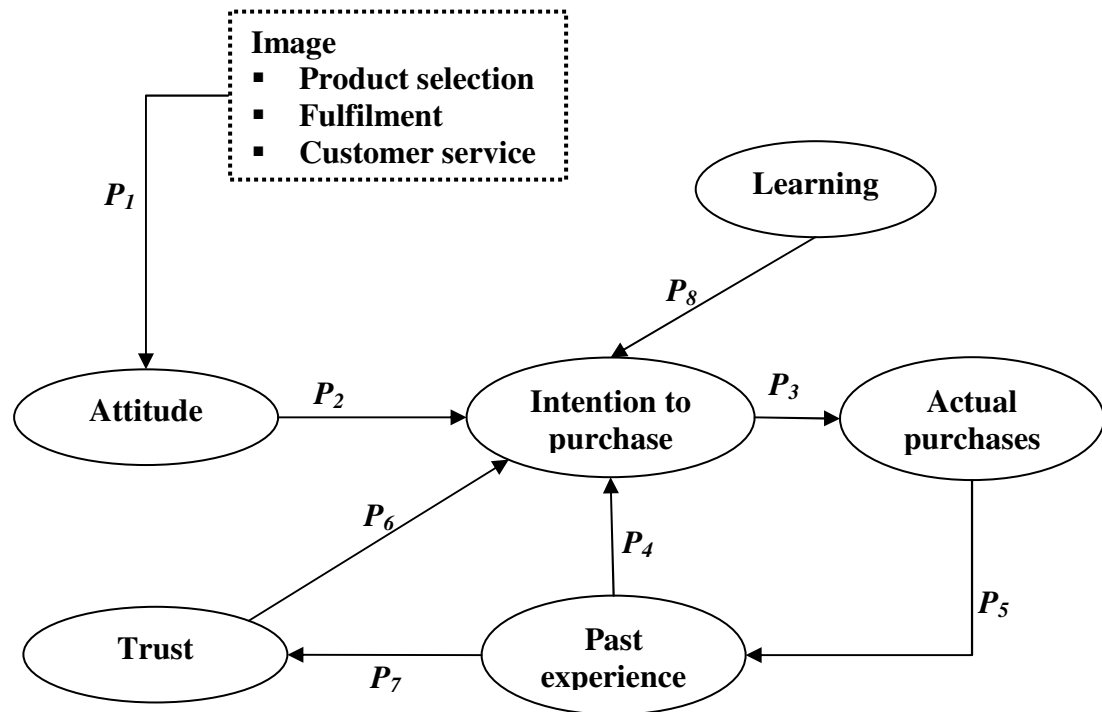 Image
▪ Product selection
▪ Fulfilment
▪ Customer service
P1
Learning
P8
Attitude
P2
Intention to
purchase
P3
Actual
purchases
P6
P4
P5
Trust
P7
Past
experience